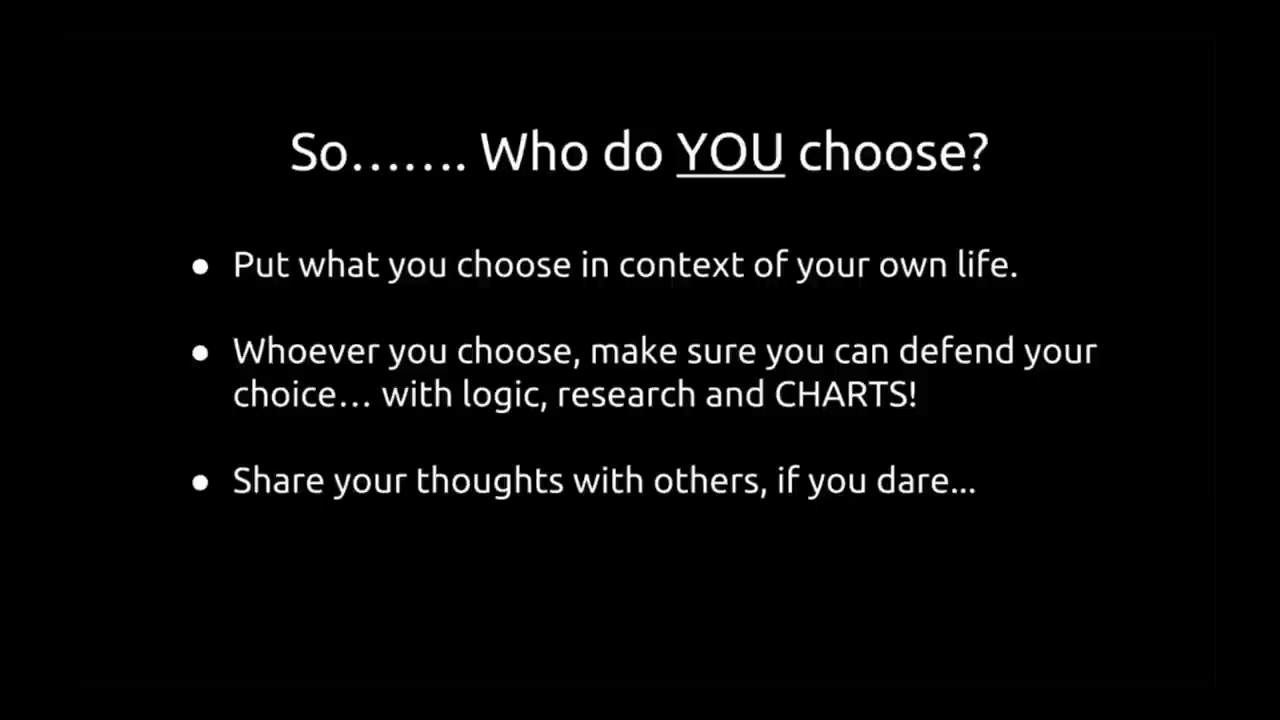 So……. Who do YOU choose?
● Put what you choose in context of your own life.
● Whoever you choose, make sure you can defend your
choice… with logic, research and CHARTS!
● Share your thoughts with others, if you dare...